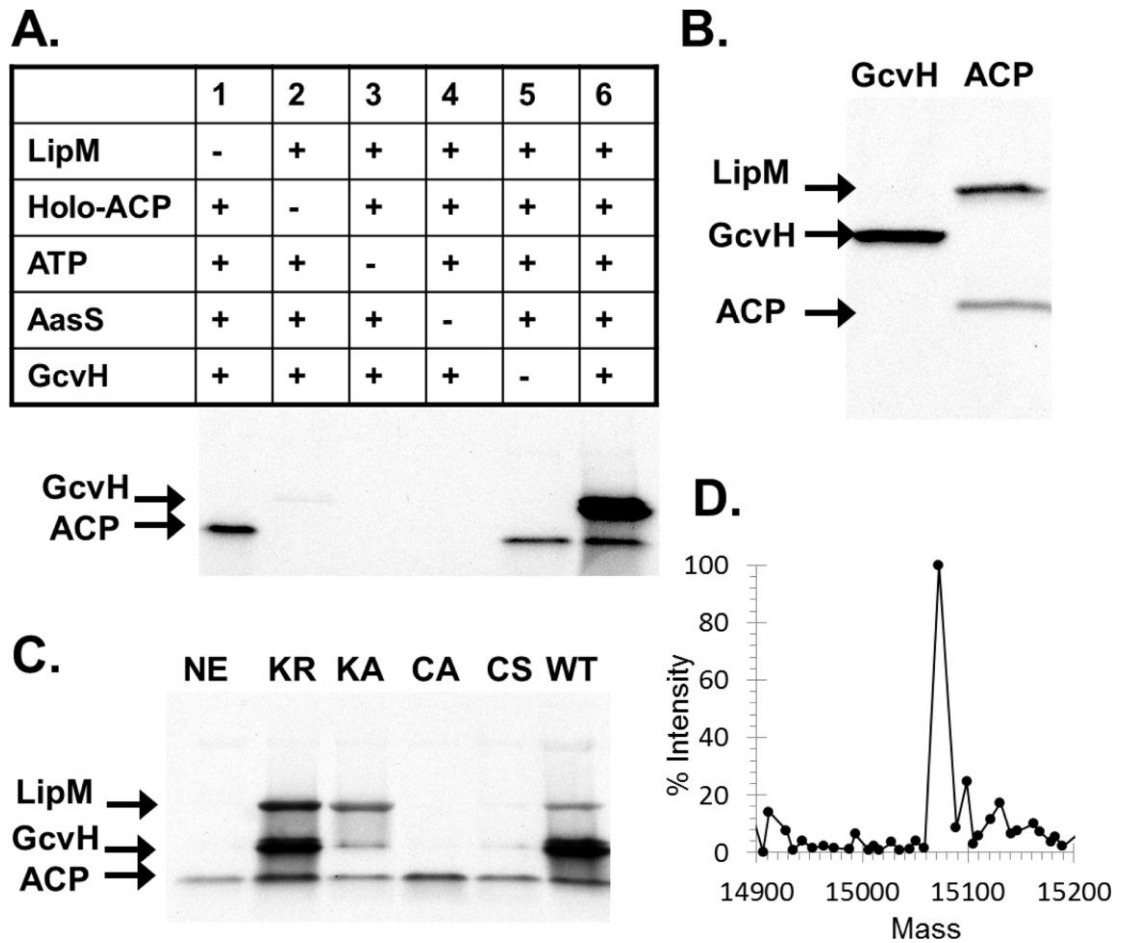 A.
1 2 3 4 5 6
LipM - + + + + +
Holo-ACP + - + + + +
ATP + + - + + +
AasS + + + - + +
GcvH + + + + - +
GcvH
ACP
B.
GcvH ACP
LipM
GcvH
ACP
C.
NE KR KA CA CS WT
LipM
GcvH
ACP
D.
100
80
60
40
20
0
% Intensity
14900 15000 15100 15200
Mass